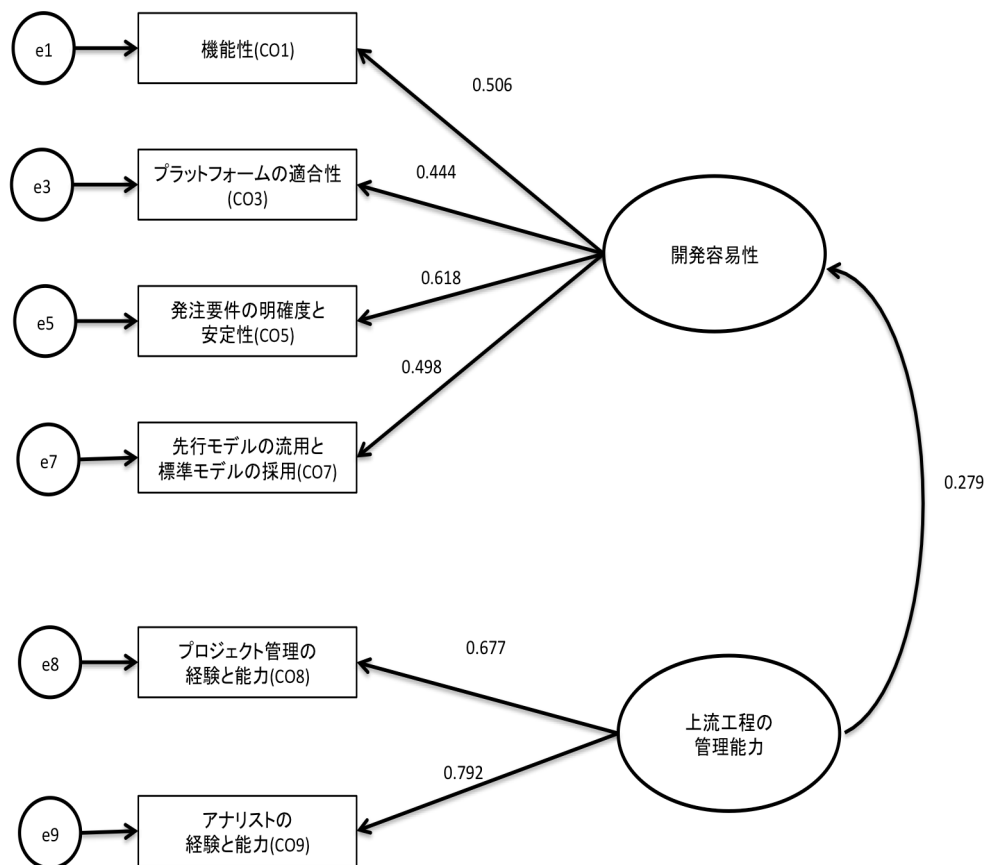 e1
機能性(CO1)
0.506
e3
プラットフォームの適合性
(CO3)
0.444
開発容易性
e5
発注要件の明確度と
安定性(CO5)
0.618
e7
先行モデルの流用と
標準モデルの採用(CO7)
0.498
0.279
e8
プロジェクト管理の
経験と能力(CO8)
0.677
上流工程の
管理能力
e9
アナリストの
経験と能力(CO9)
0.792